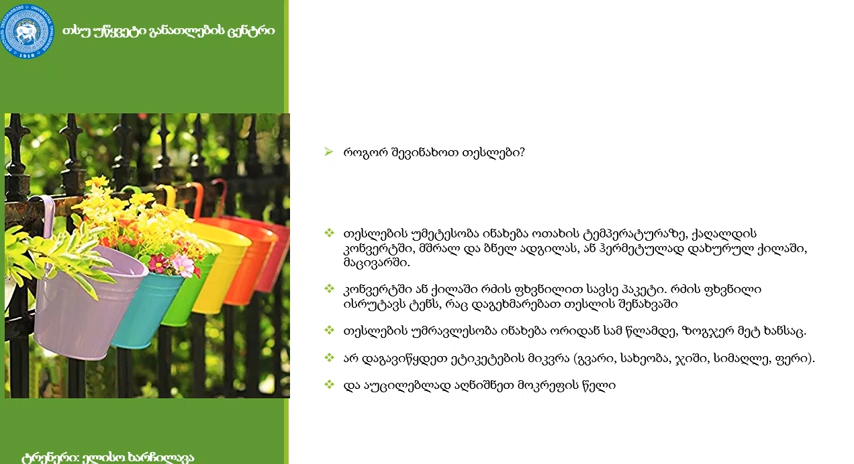 თსუ უწყვეტი განათლების ცენტრი
როგორ შევინახოთ თესლები?
თესლების უმეტესობა ინახება ოთახის ტემპერატურაზე, ქაღალდის
კონვერტში, მშრალ და ბნელ ადგილას, ან ჰერმეტულად დახურულ ქილაში,
მაცივარში.
კონვერტში ან ქილაში რძის ფხვნილით სავსე პაკეტი. რძის ფხვნილი
ისრუტავს ტენს, რაც დაგეხმარებათ თესლის შენახვაში
თესლების უმრავლესობა ინახება ორიდან სამ წლამდე, ზოგჯერ მეტ ხანსაც.
არ დაგავიწყდეთ ეტიკეტების მიკვრა (გვარი, სახეობა, ჯიში, სიმაღლე, ფერი).
და აუცილებლად აღნიშნეთ მოკრეფის წელი
ტრენერი: ელისო ხარჩილავა